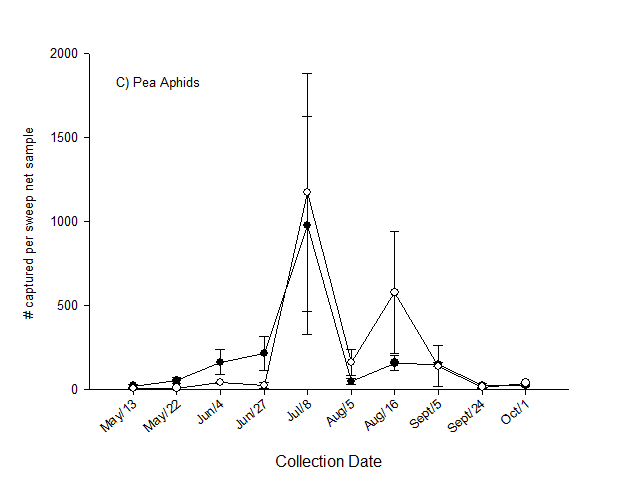 2000
C) Pea Aphids
1500
1000
500
0
# captured per sweep net sample
May/13
May/22
Jun/4
Jun/27
Jul/8
Aug/5
Aug/16
Sept/5
Sept/24
Oct/1
Collection Date